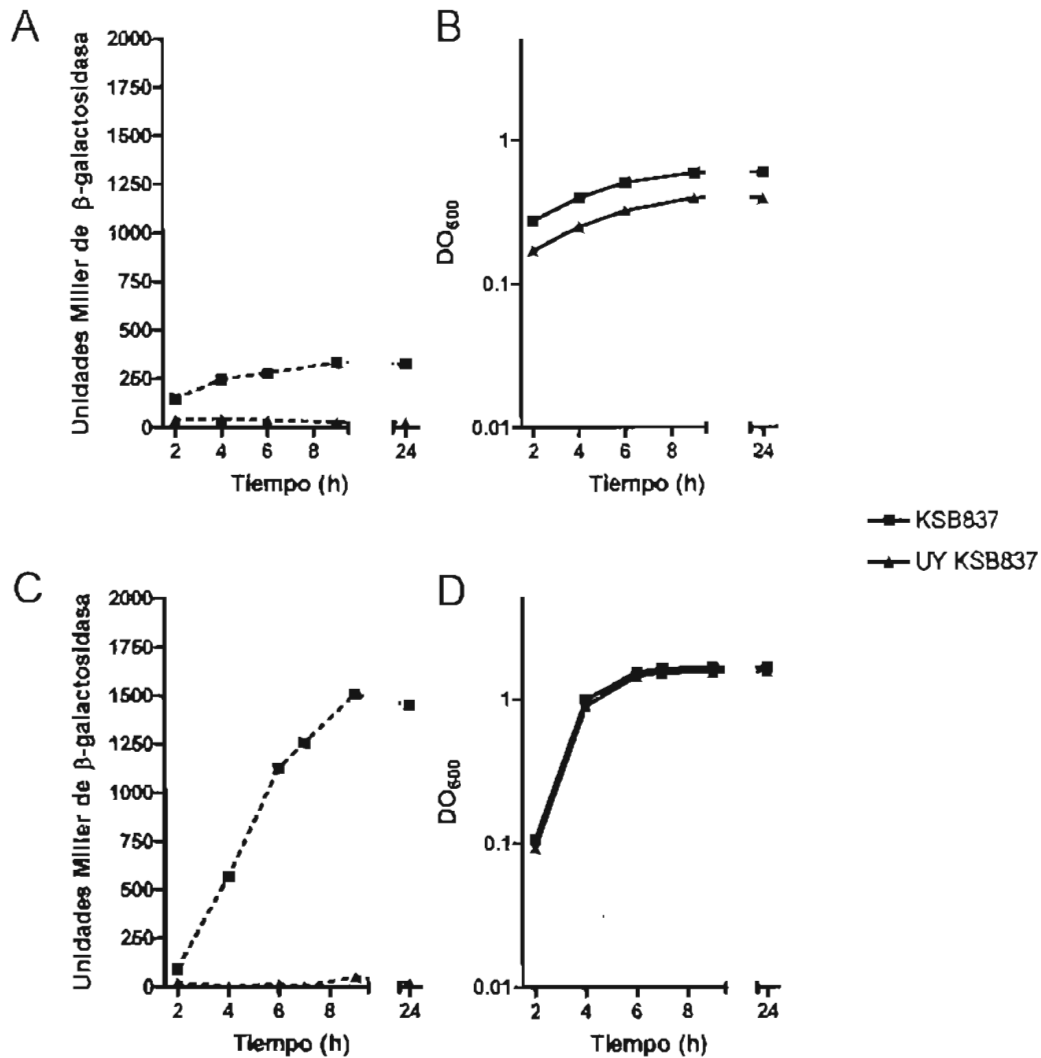 A
Unidades Miller de β-galactosidasa
2000
1750
1500
1250
1000
750
500
250
0
2 4 6 8 24
Tiempo (h)
B
DO600
1
0.1
0.01
2 4 6 8 24
Tiempo (h)
KSB837
UY KSB837
C
Unidades Miller de β-galactosidasa
2000
1750
1500
1250
1000
750
500
250
0
2 4 6 8 24
Tiempo (h)
D
DO600
1
0.1
0.01
2 4 6 8 24
Tiempo (h)